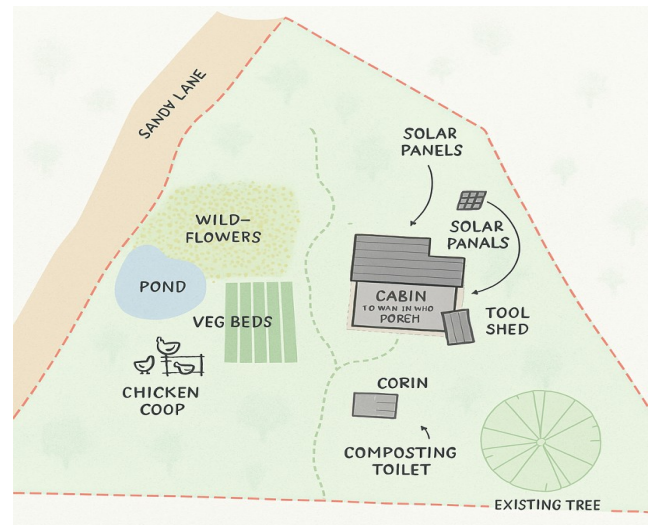 SANDA LANE
SOLAR
PANELS
SOLAR
PANALS
WILD–
FLOWERS
POND
VEG BEDS
CABIN
TO WAN IN WHO
POREH
TOOL
SHED
CHICKEN
COOP
CORIN
COMPOSTING
TOILET
EXISTING TREE